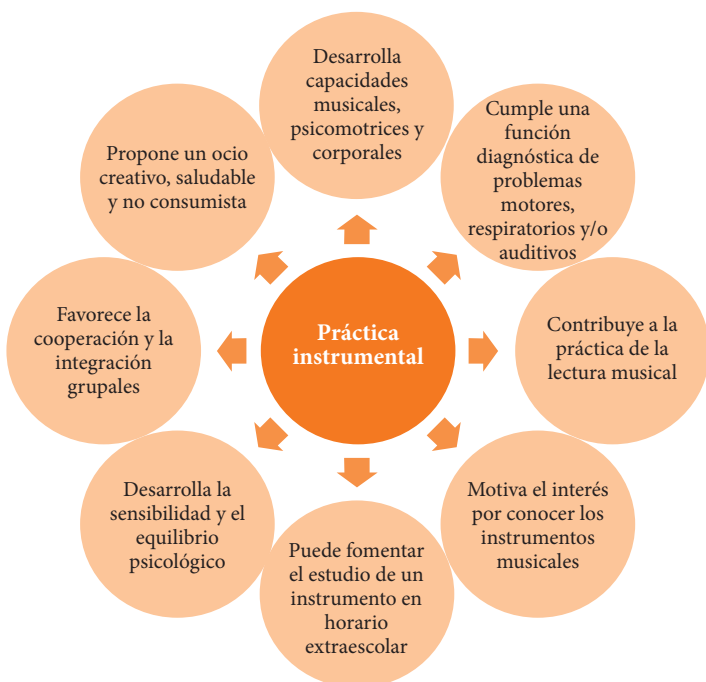 Desarrolla
capacidades
musicales,
psicomotrices y
corporales
Cumple una
función
diagnóstica de
problemas
motores,
respiratorios y/o
auditivos
Contribuye a la
práctica de la
lectura musical
Motiva el interés
por conocer los
instrumentos
musicales
Puede fomentar
el estudio de un
instrumento en
horario
extraescolar
Desarrolla la
sensibilidad y el
equilibrio
psicológico
Favorece la
cooperación y la
integración
grupales
Propone un ocio
creativo, saludable
y no consumista
Práctica
instrumental